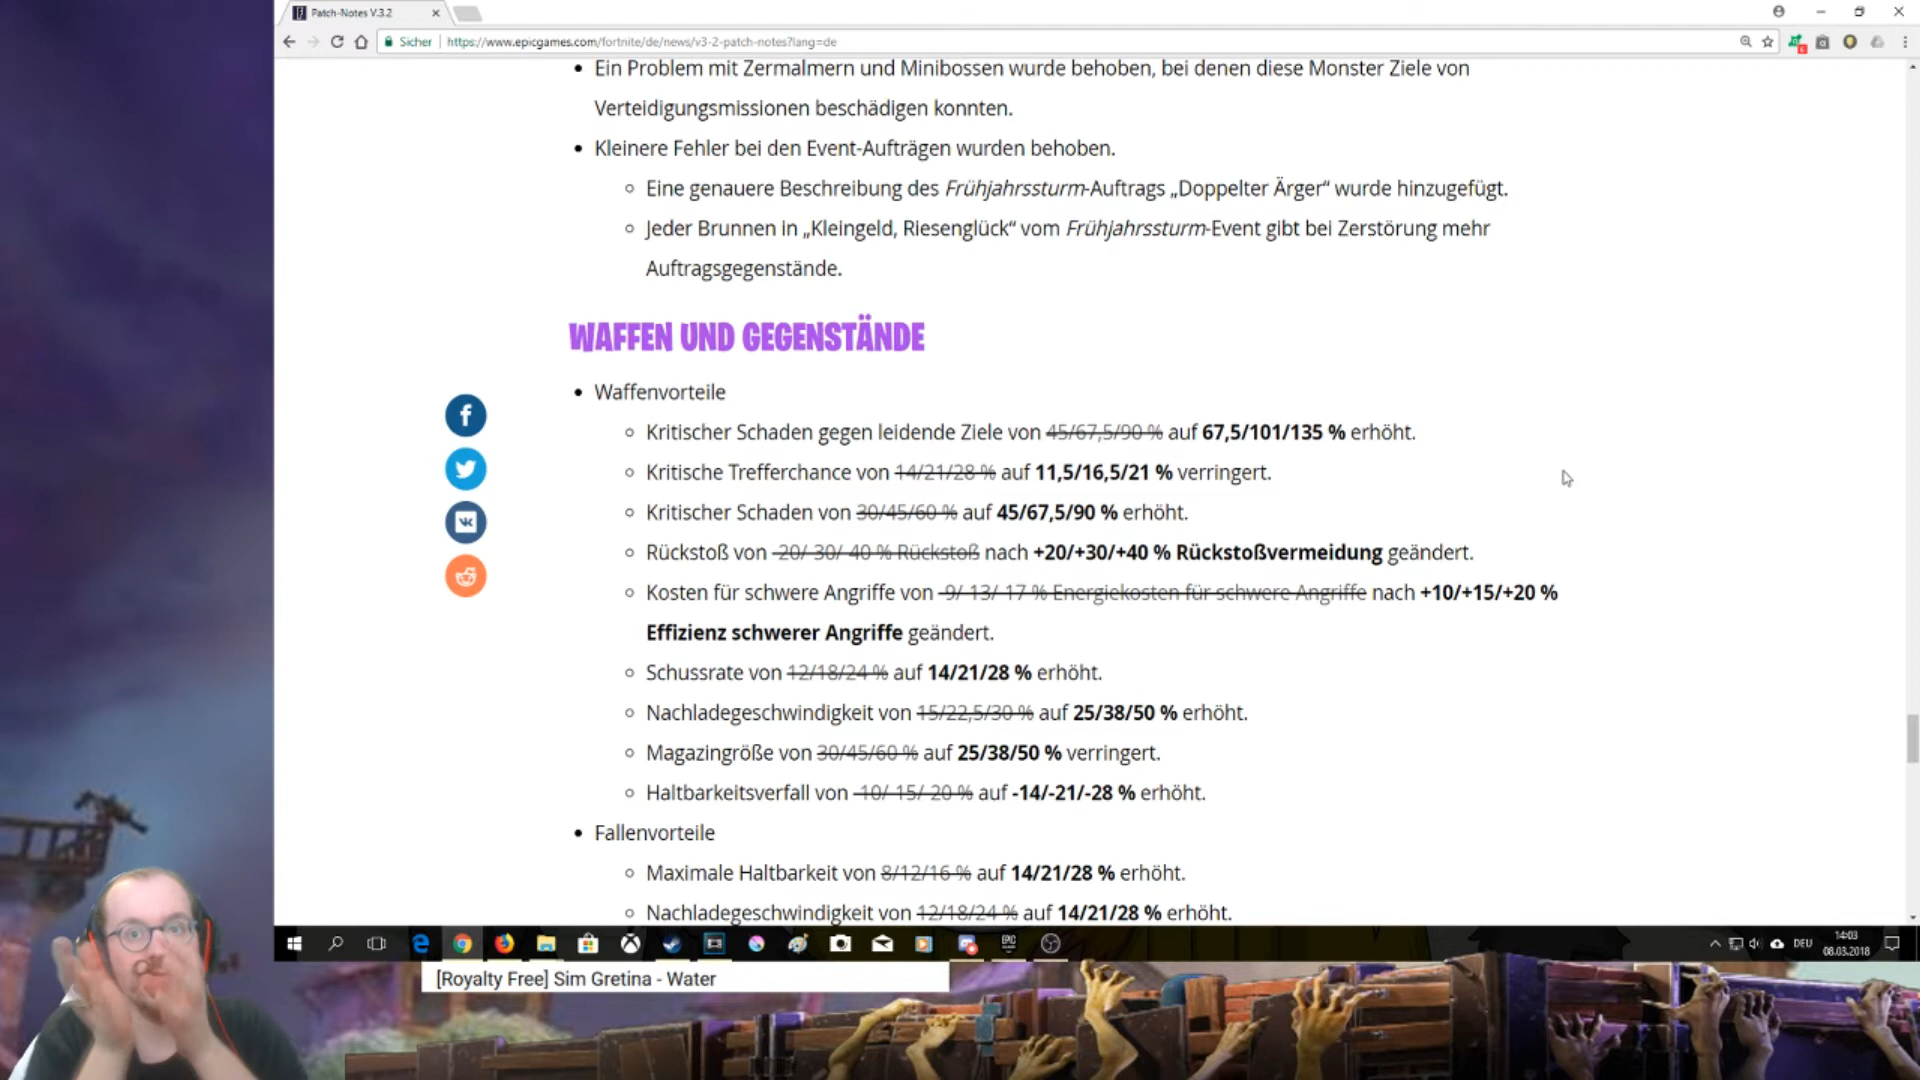 Patch-Notes V.3.2
Sicher https://www.epicgames.com/fortnite/de/news/v3-2-patch-notes?lang=de
• Ein Problem mit Zermalmern und Minibossen wurde behoben, bei denen diese Monster Ziele von
Verteidigungsmissionen beschädigen konnten.
• Kleinere Fehler bei den Event-Aufträgen wurden behoben.
○ Eine genauere Beschreibung des Frühjahrssturm-Auftrags „Doppelter Ärger“ wurde hinzugefügt.
○ Jeder Brunnen in „Kleingeld, Riesenglück“ vom Frühjahrssturm-Event gibt bei Zerstörung mehr
Auftragsgegenstände.
WAFFEN UND GEGENSTÄNDE
• Waffenvorteile
○ Kritischer Schaden gegen leidende Ziele von 45/67,5/90 % auf 67,5/101/135 % erhöht.
○ Kritische Trefferchance von 14/21/28 % auf 11,5/16,5/21 % verringert.
○ Kritischer Schaden von 30/45/60 % auf 45/67,5/90 % erhöht.
○ Rückstoß von -20/-30/-40 % Rückstoß nach +20/+30/+40 % Rückstoßvermeidung geändert.
○ Kosten für schwere Angriffe von -9/-13/-17 % Energiekosten für schwere Angriffe nach +10/+15/+20 %
Effizienz schwerer Angriffe geändert.
○ Schussrate von 12/18/24 % auf 14/21/28 % erhöht.
○ Nachladegeschwindigkeit von 15/22,5/30 % auf 25/38/50 % erhöht.
○ Magazingröße von 30/45/60 % auf 25/38/50 % verringert.
○ Haltbarkeitsverfall von -10/-15/-20 % auf -14/-21/-28 % erhöht.
• Fallenvorteile
○ Maximale Haltbarkeit von 8/12/16 % auf 14/21/28 % erhöht.
○ Nachladegeschwindigkeit von 12/18/24 % auf 14/21/28 % erhöht.
EPIC
DEU
14:03
08.03.2018
[Royalty Free] Sim Gretina - Water